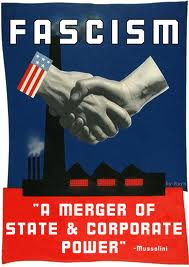 FASCISM
"A MERGER OF
STATE & CORPORATE
POWER" -Mussolini